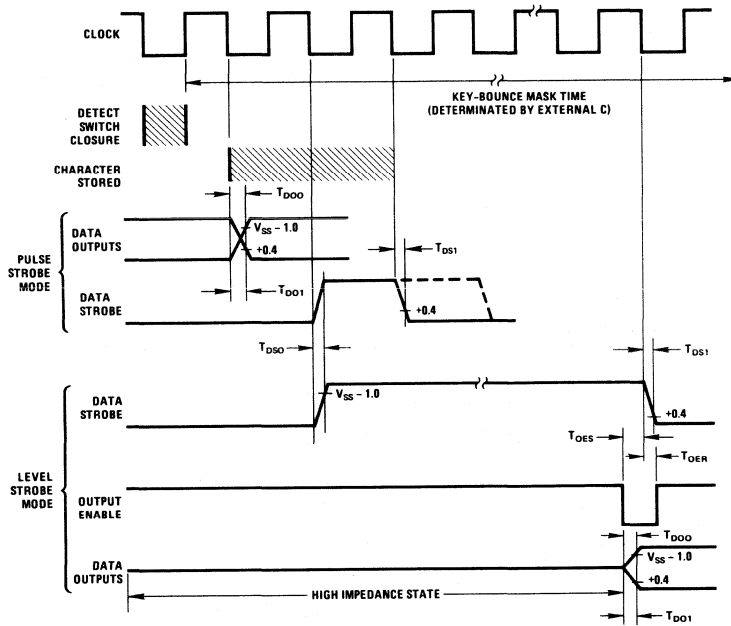 CLOCK
KEY-BOUNCE MASK TIME
(DETERMINATED BY EXTERNAL C)
DETECT
SWITCH
CLOSURE
CHARACTER
STORED
TDOO
PULSE
STROBE
MODE
DATA
OUTPUTS
VSS – 1.0
+0.4
TDS1
TDO1
DATA
STROBE
+0.4
TDSO
TDS1
DATA
STROBE
VSS – 1.0
+0.4
TOES
TOER
LEVEL
STROBE
MODE
OUTPUT
ENABLE
TDOO
DATA
OUTPUTS
VSS – 1.0
+0.4
HIGH IMPEDANCE STATE
TDO1